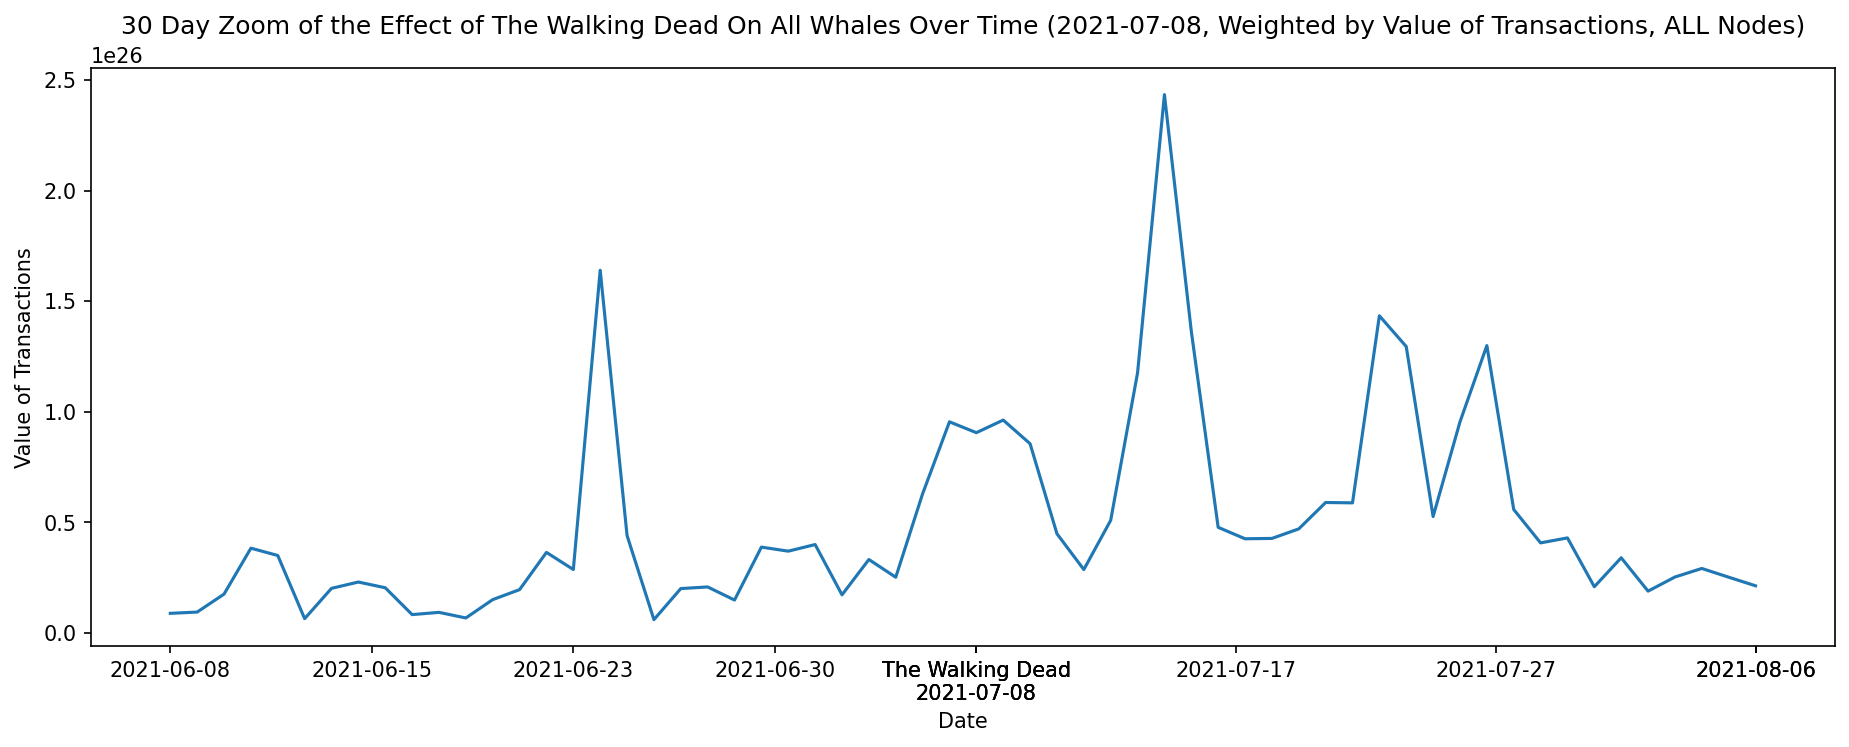 30 Day Zoom of the Effect of The Walking Dead On All Whales Over Time (2021-07-08, Weighted by Value of Transactions, ALL Nodes)
1e26
2.5
2.0
1.5
1.0
0.5
0.0
Value of Transactions
2021-06-08 2021-06-15 2021-06-23 2021-06-30 The Walking Dead 2021-07-17 2021-07-27 2021-08-06
2021-07-08
Date